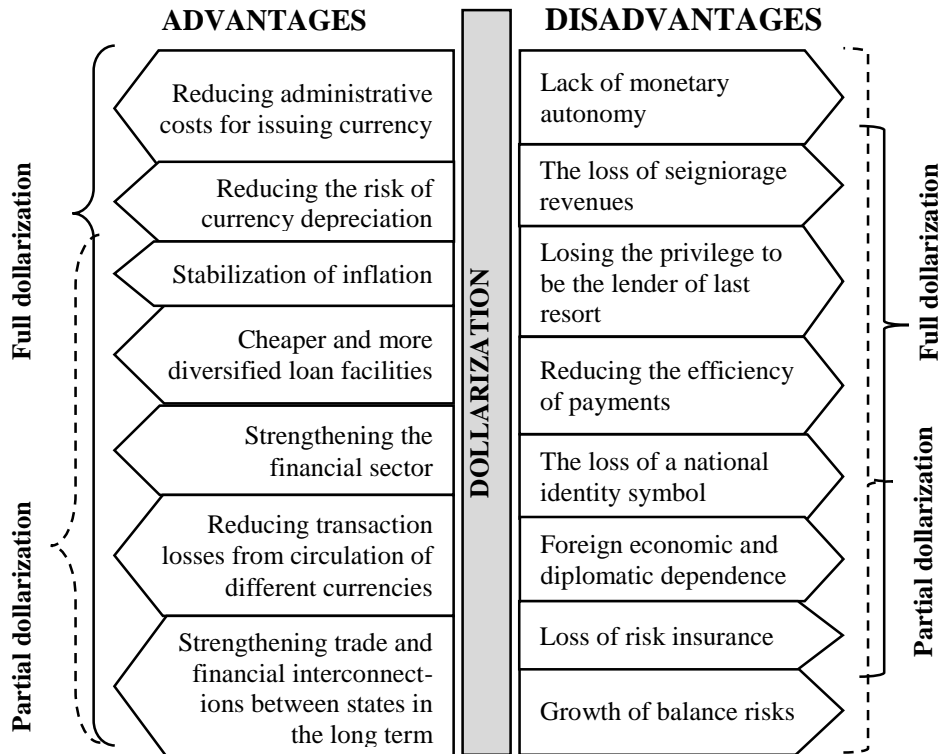 ADVANTAGES
DISADVANTAGES
Full dollarization
Partial dollarization
Reducing administrative
costs for issuing currency
Reducing the risk of
currency depreciation
Stabilization of inflation
Cheaper and more
diversified loan facilities
Strengthening the
financial sector
Reducing transaction
losses from circulation of
different currencies
Strengthening trade and
financial interconnect-
ions between states in
the long term
DOLLARIZATION
Lack of monetary
autonomy
The loss of seigniorage
revenues
Losing the privilege to
be the lender of last
resort
Reducing the efficiency
of payments
The loss of a national
identity symbol
Foreign economic and
diplomatic dependence
Loss of risk insurance
Growth of balance risks
Full dollarization
Partial dollarization